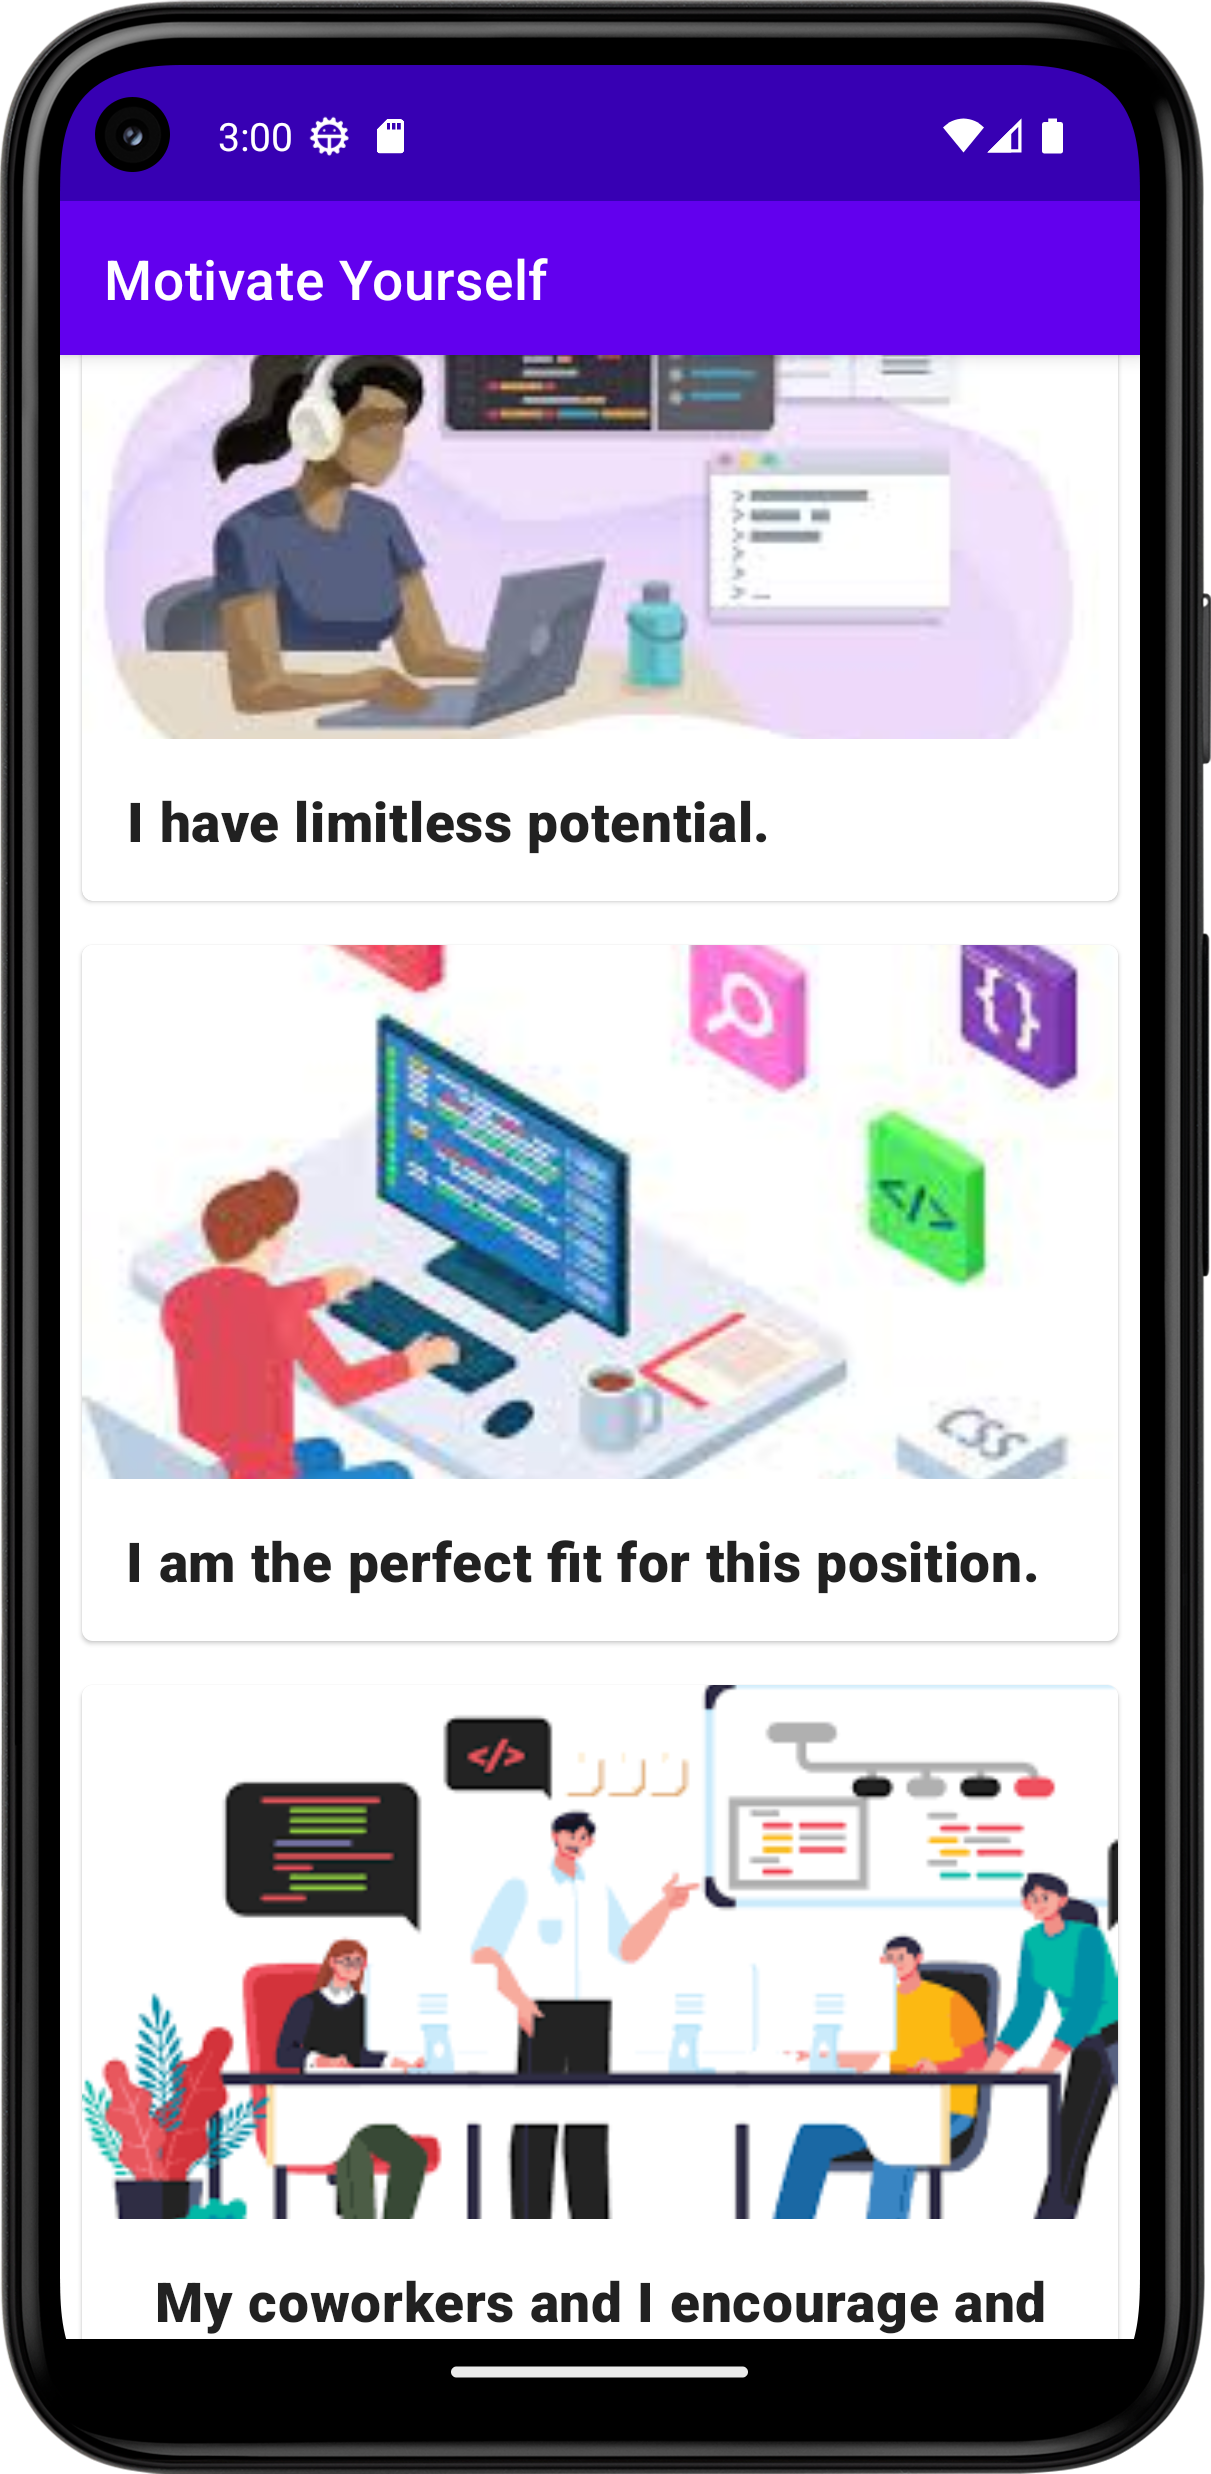 3:00
Motivate Yourself
I have limitless potential.
{}
</>
CSS
I am the perfect fit for this position.
</>
My coworkers and I encourage and